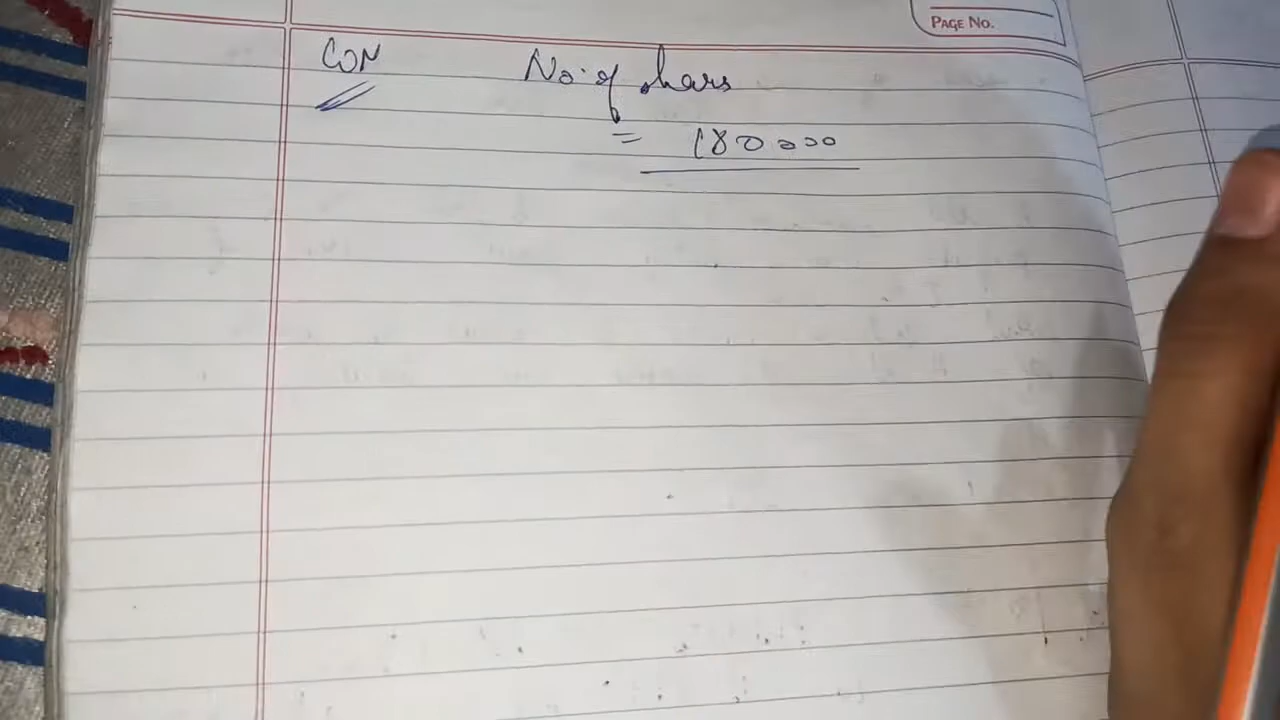 PAGE NO.
CON
No. of shars
= 180000